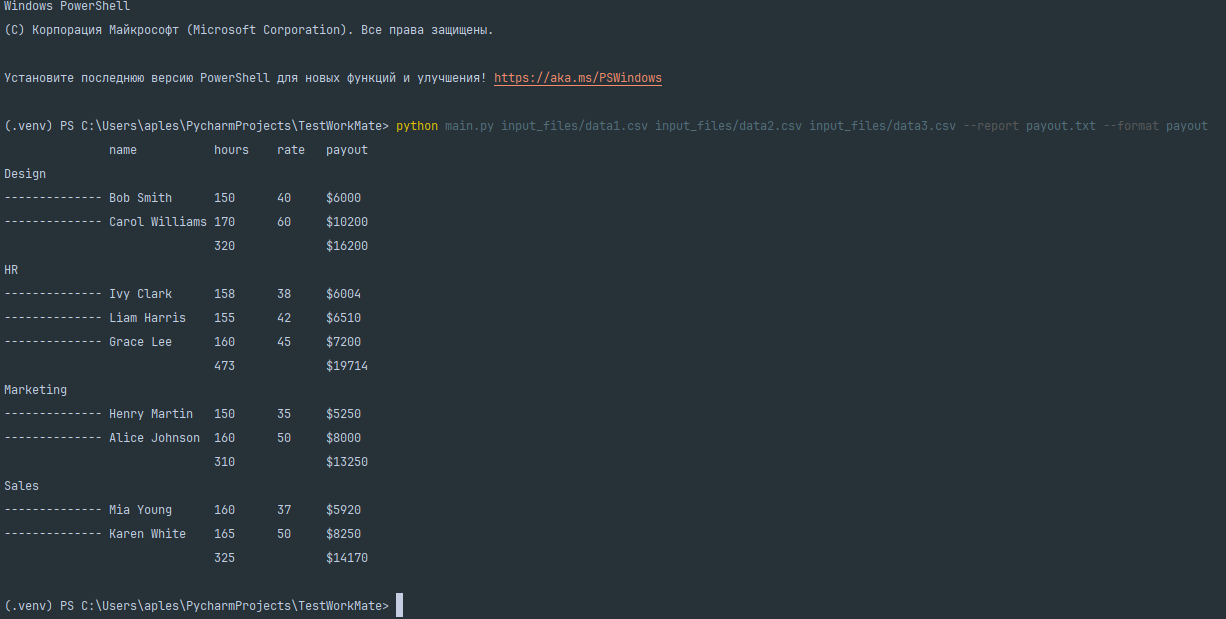 Windows PowerShell
(C) Корпорация Майкрософт (Microsoft Corporation). Все права защищены.
Установите последнюю версию PowerShell для новых функций и улучшения! https://aka.ms/PSWindows
(.venv) PS C:\Users\aples\PycharmProjects\TestWorkMate> python main.py input_files/data1.csv input_files/data2.csv input_files/data3.csv --report payout.txt --format payout
name hours rate payout
Design
-------------- Bob Smith 150 40 $6000
-------------- Carol Williams 170 60 $10200
320 $16200
HR
-------------- Ivy Clark 158 38 $6004
-------------- Liam Harris 155 42 $6510
-------------- Grace Lee 160 45 $7200
473 $19714
Marketing
-------------- Henry Martin 150 35 $5250
-------------- Alice Johnson 160 50 $8000
310 $13250
Sales
-------------- Mia Young 160 37 $5920
-------------- Karen White 165 50 $8250
325 $14170
(.venv) PS C:\Users\aples\PycharmProjects\TestWorkMate>